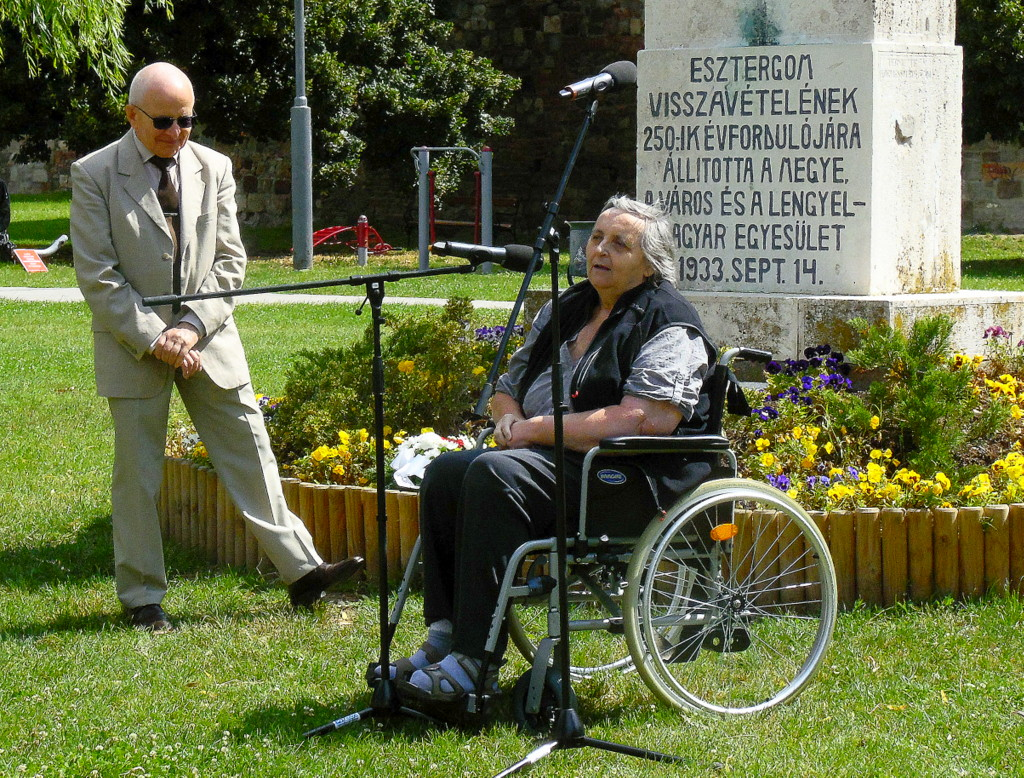 ESZTERGOM
VISSZAVÉTELÉNEK
250-IK ÉVFORDULÓJÁRA
ÁLLITOTTA A MEGYE,
A VÁROS ÉS A LENGYEL-
AGYAR EGYESÜLET
1933. SEPT. 14.